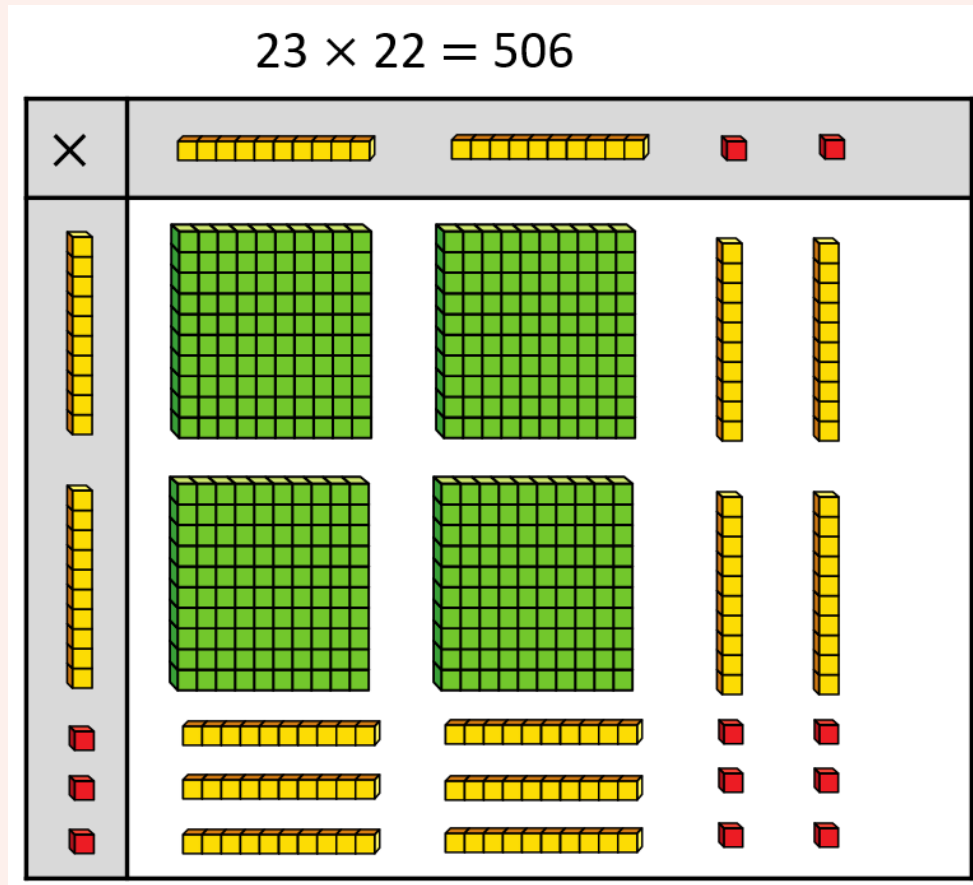 23 × 22 = 506
×